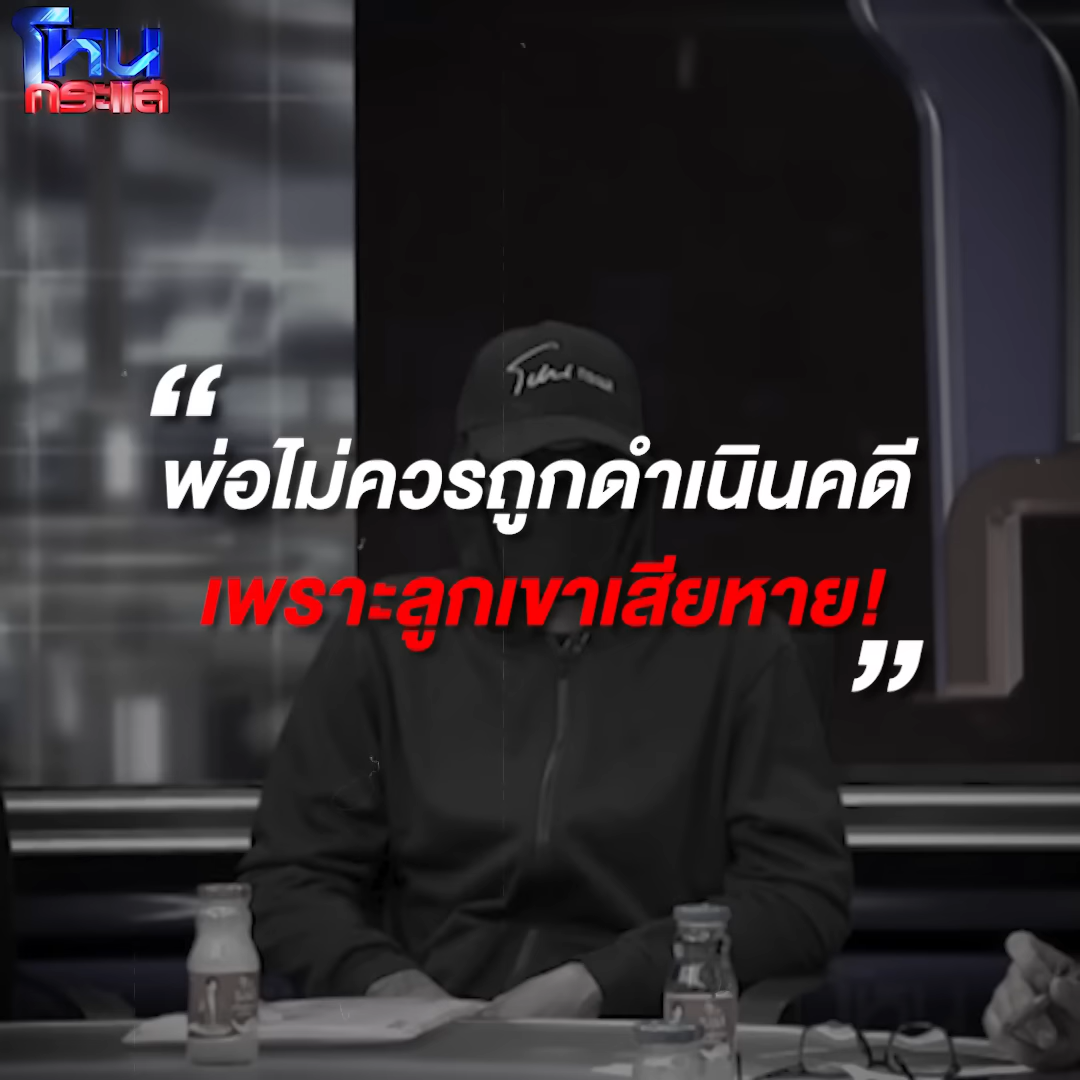 โหน
กระแส
“
พ่อไม่ควรถูกดำเนินคดี
เพราะลูกเขาเสียหาย!
”